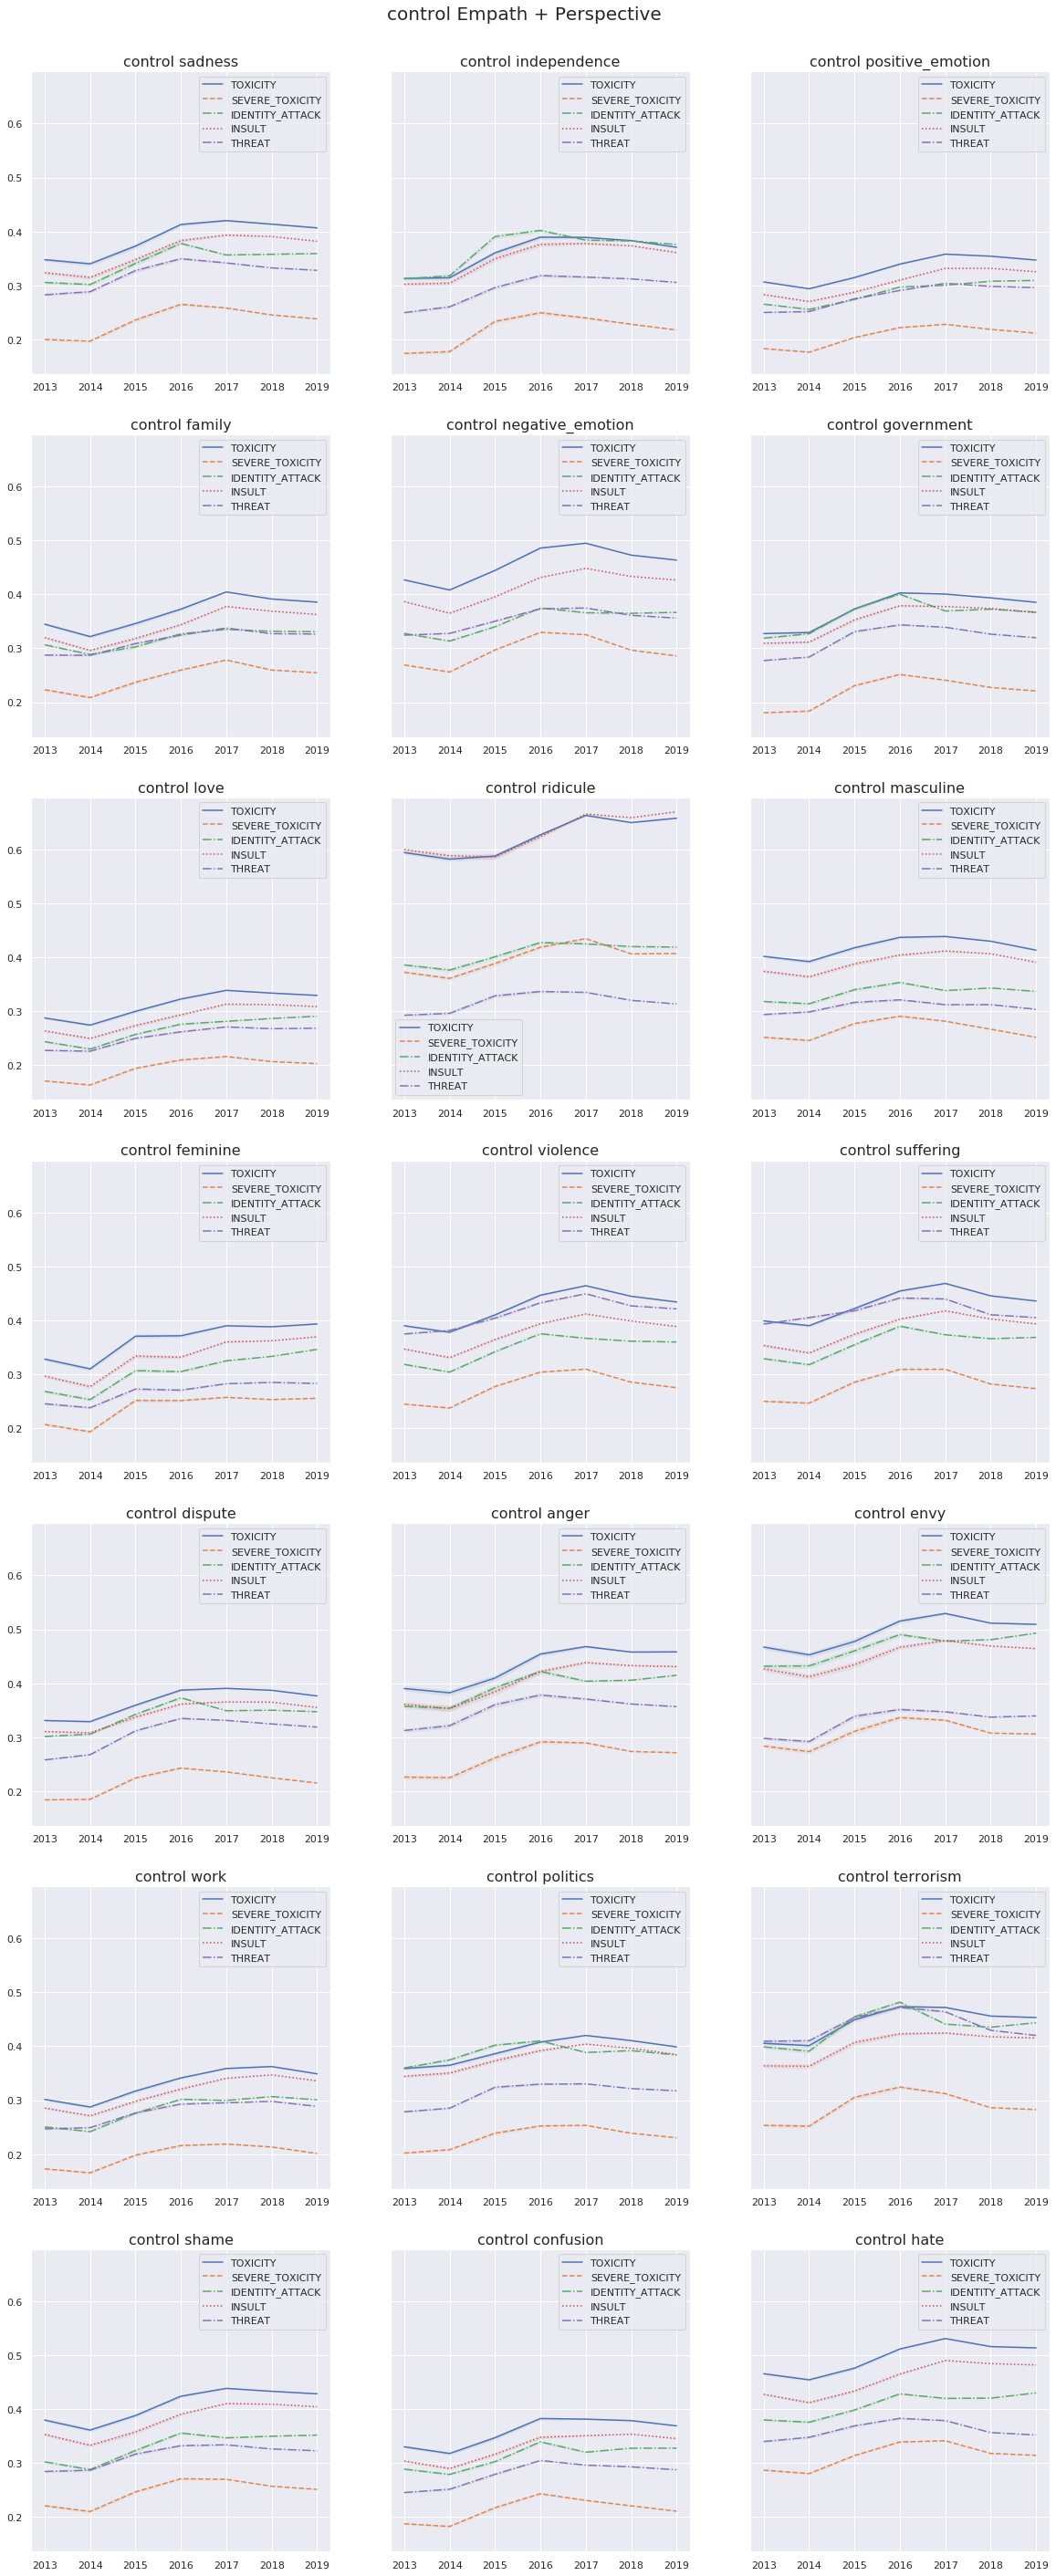 control Empath + Perspective
control sadness
TOXICITY
SEVERE_TOXICITY
IDENTITY_ATTACK
INSULT
THREAT
0.6
0.5
0.4
0.3
0.2
2013 2014 2015 2016 2017 2018 2019
control independence
TOXICITY
SEVERE_TOXICITY
IDENTITY_ATTACK
INSULT
THREAT
2013 2014 2015 2016 2017 2018 2019
control positive_emotion
TOXICITY
SEVERE_TOXICITY
IDENTITY_ATTACK
INSULT
THREAT
2013 2014 2015 2016 2017 2018 2019
control family
TOXICITY
SEVERE_TOXICITY
IDENTITY_ATTACK
INSULT
THREAT
0.6
0.5
0.4
0.3
0.2
2013 2014 2015 2016 2017 2018 2019
control negative_emotion
TOXICITY
SEVERE_TOXICITY
IDENTITY_ATTACK
INSULT
THREAT
2013 2014 2015 2016 2017 2018 2019
control government
TOXICITY
SEVERE_TOXICITY
IDENTITY_ATTACK
INSULT
THREAT
2013 2014 2015 2016 2017 2018 2019
control love
TOXICITY
SEVERE_TOXICITY
IDENTITY_ATTACK
INSULT
THREAT
0.6
0.5
0.4
0.3
0.2
2013 2014 2015 2016 2017 2018 2019
control ridicule
TOXICITY
SEVERE_TOXICITY
IDENTITY_ATTACK
INSULT
THREAT
2013 2014 2015 2016 2017 2018 2019
control masculine
TOXICITY
SEVERE_TOXICITY
IDENTITY_ATTACK
INSULT
THREAT
2013 2014 2015 2016 2017 2018 2019
control feminine
TOXICITY
SEVERE_TOXICITY
IDENTITY_ATTACK
INSULT
THREAT
0.6
0.5
0.4
0.3
0.2
2013 2014 2015 2016 2017 2018 2019
control violence
TOXICITY
SEVERE_TOXICITY
IDENTITY_ATTACK
INSULT
THREAT
2013 2014 2015 2016 2017 2018 2019
control suffering
TOXICITY
SEVERE_TOXICITY
IDENTITY_ATTACK
INSULT
THREAT
2013 2014 2015 2016 2017 2018 2019
control dispute
TOXICITY
SEVERE_TOXICITY
IDENTITY_ATTACK
INSULT
THREAT
0.6
0.5
0.4
0.3
0.2
2013 2014 2015 2016 2017 2018 2019
control anger
TOXICITY
SEVERE_TOXICITY
IDENTITY_ATTACK
INSULT
THREAT
2013 2014 2015 2016 2017 2018 2019
control envy
TOXICITY
SEVERE_TOXICITY
IDENTITY_ATTACK
INSULT
THREAT
2013 2014 2015 2016 2017 2018 2019
control work
TOXICITY
SEVERE_TOXICITY
IDENTITY_ATTACK
INSULT
THREAT
0.6
0.5
0.4
0.3
0.2
2013 2014 2015 2016 2017 2018 2019
control politics
TOXICITY
SEVERE_TOXICITY
IDENTITY_ATTACK
INSULT
THREAT
2013 2014 2015 2016 2017 2018 2019
control terrorism
TOXICITY
SEVERE_TOXICITY
IDENTITY_ATTACK
INSULT
THREAT
2013 2014 2015 2016 2017 2018 2019
control shame
TOXICITY
SEVERE_TOXICITY
IDENTITY_ATTACK
INSULT
THREAT
0.6
0.5
0.4
0.3
0.2
2013 2014 2015 2016 2017 2018 2019
control confusion
TOXICITY
SEVERE_TOXICITY
IDENTITY_ATTACK
INSULT
THREAT
2013 2014 2015 2016 2017 2018 2019
control hate
TOXICITY
SEVERE_TOXICITY
IDENTITY_ATTACK
INSULT
THREAT
2013 2014 2015 2016 2017 2018 2019